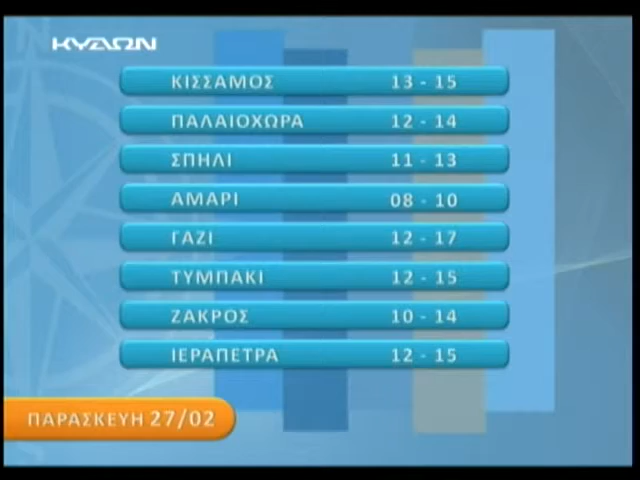 ΚΥΔΩΝ
ΚΙΣΣΑΜΟΣ 13 - 15
ΠΑΛΑΙΟΧΩΡΑ 12 - 14
ΣΠΗΛΙ 11 - 13
ΑΜΑΡΙ 08 - 10
ΓΑΖΙ 12 - 17
ΤΥΜΠΑΚΙ 12 - 15
ΖΑΚΡΟΣ 10 - 14
ΙΕΡΑΠΕΤΡΑ 12 - 15
ΠΑΡΑΣΚΕΥΗ 27/02